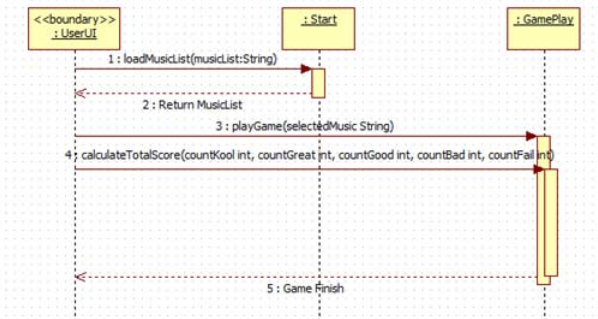 <<boundary>>
: UserUI
: Start
: GamePlay
1 : loadMusicList(musicList:String)
2 : Return MusicList
3 : playGame(selectedMusic String)
4 : calculateTotalScore(countKool int, countGreat int, countGood int, countBad int, countFail int)
5 : Game Finish